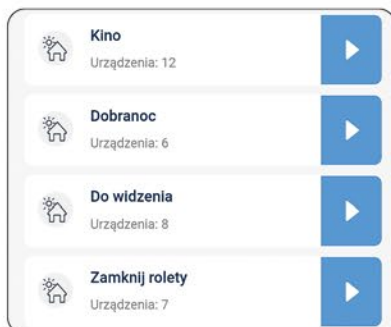 Kino
Urządzenia: 12
Dobranoc
Urządzenia: 6
Do widzenia
Urządzenia: 8
Zamknij rolety
Urządzenia: 7